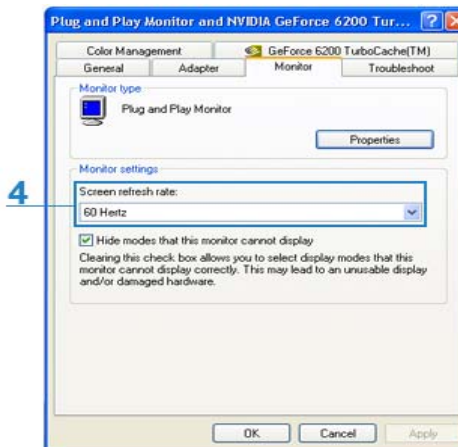 Plug and Play Monitor and NVIDIA GeForce 6200 Tur...
Color Management
GeForce 6200 TurboCache(TM)
General
Adapter
Monitor
Troubleshoot
Monitor type
Plug and Play Monitor
Properties
Monitor settings
4
Screen refresh rate:
60 Hertz
Hide modes that this monitor cannot display
Clearing this check box allows you to select display modes that this
monitor cannot display correctly. This may lead to an unusable display
and/or damaged hardware.
OK
Cancel
Apply